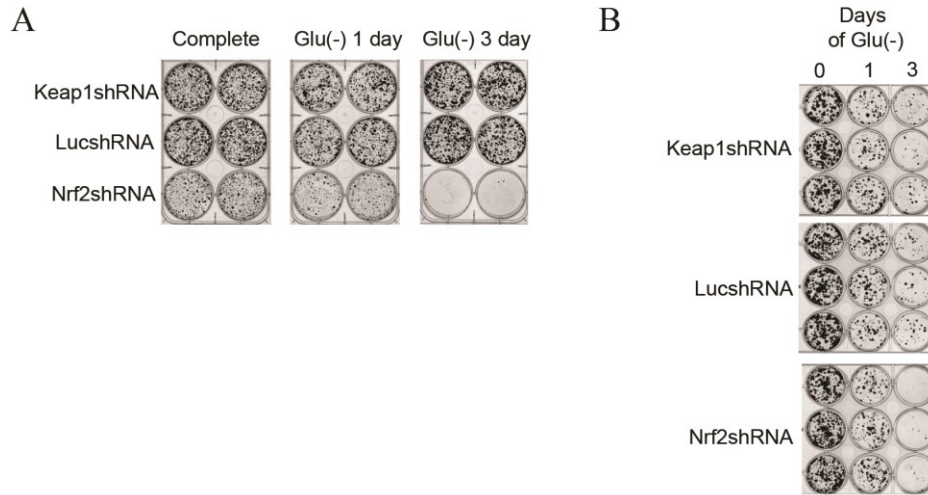 A
Complete
Glu(-) 1 day
Glu(-) 3 day
Keap1shRNA
LucshRNA
Nrf2shRNA
B
Days
of Glu(-)
0 1 3
Keap1shRNA
LucshRNA
Nrf2shRNA